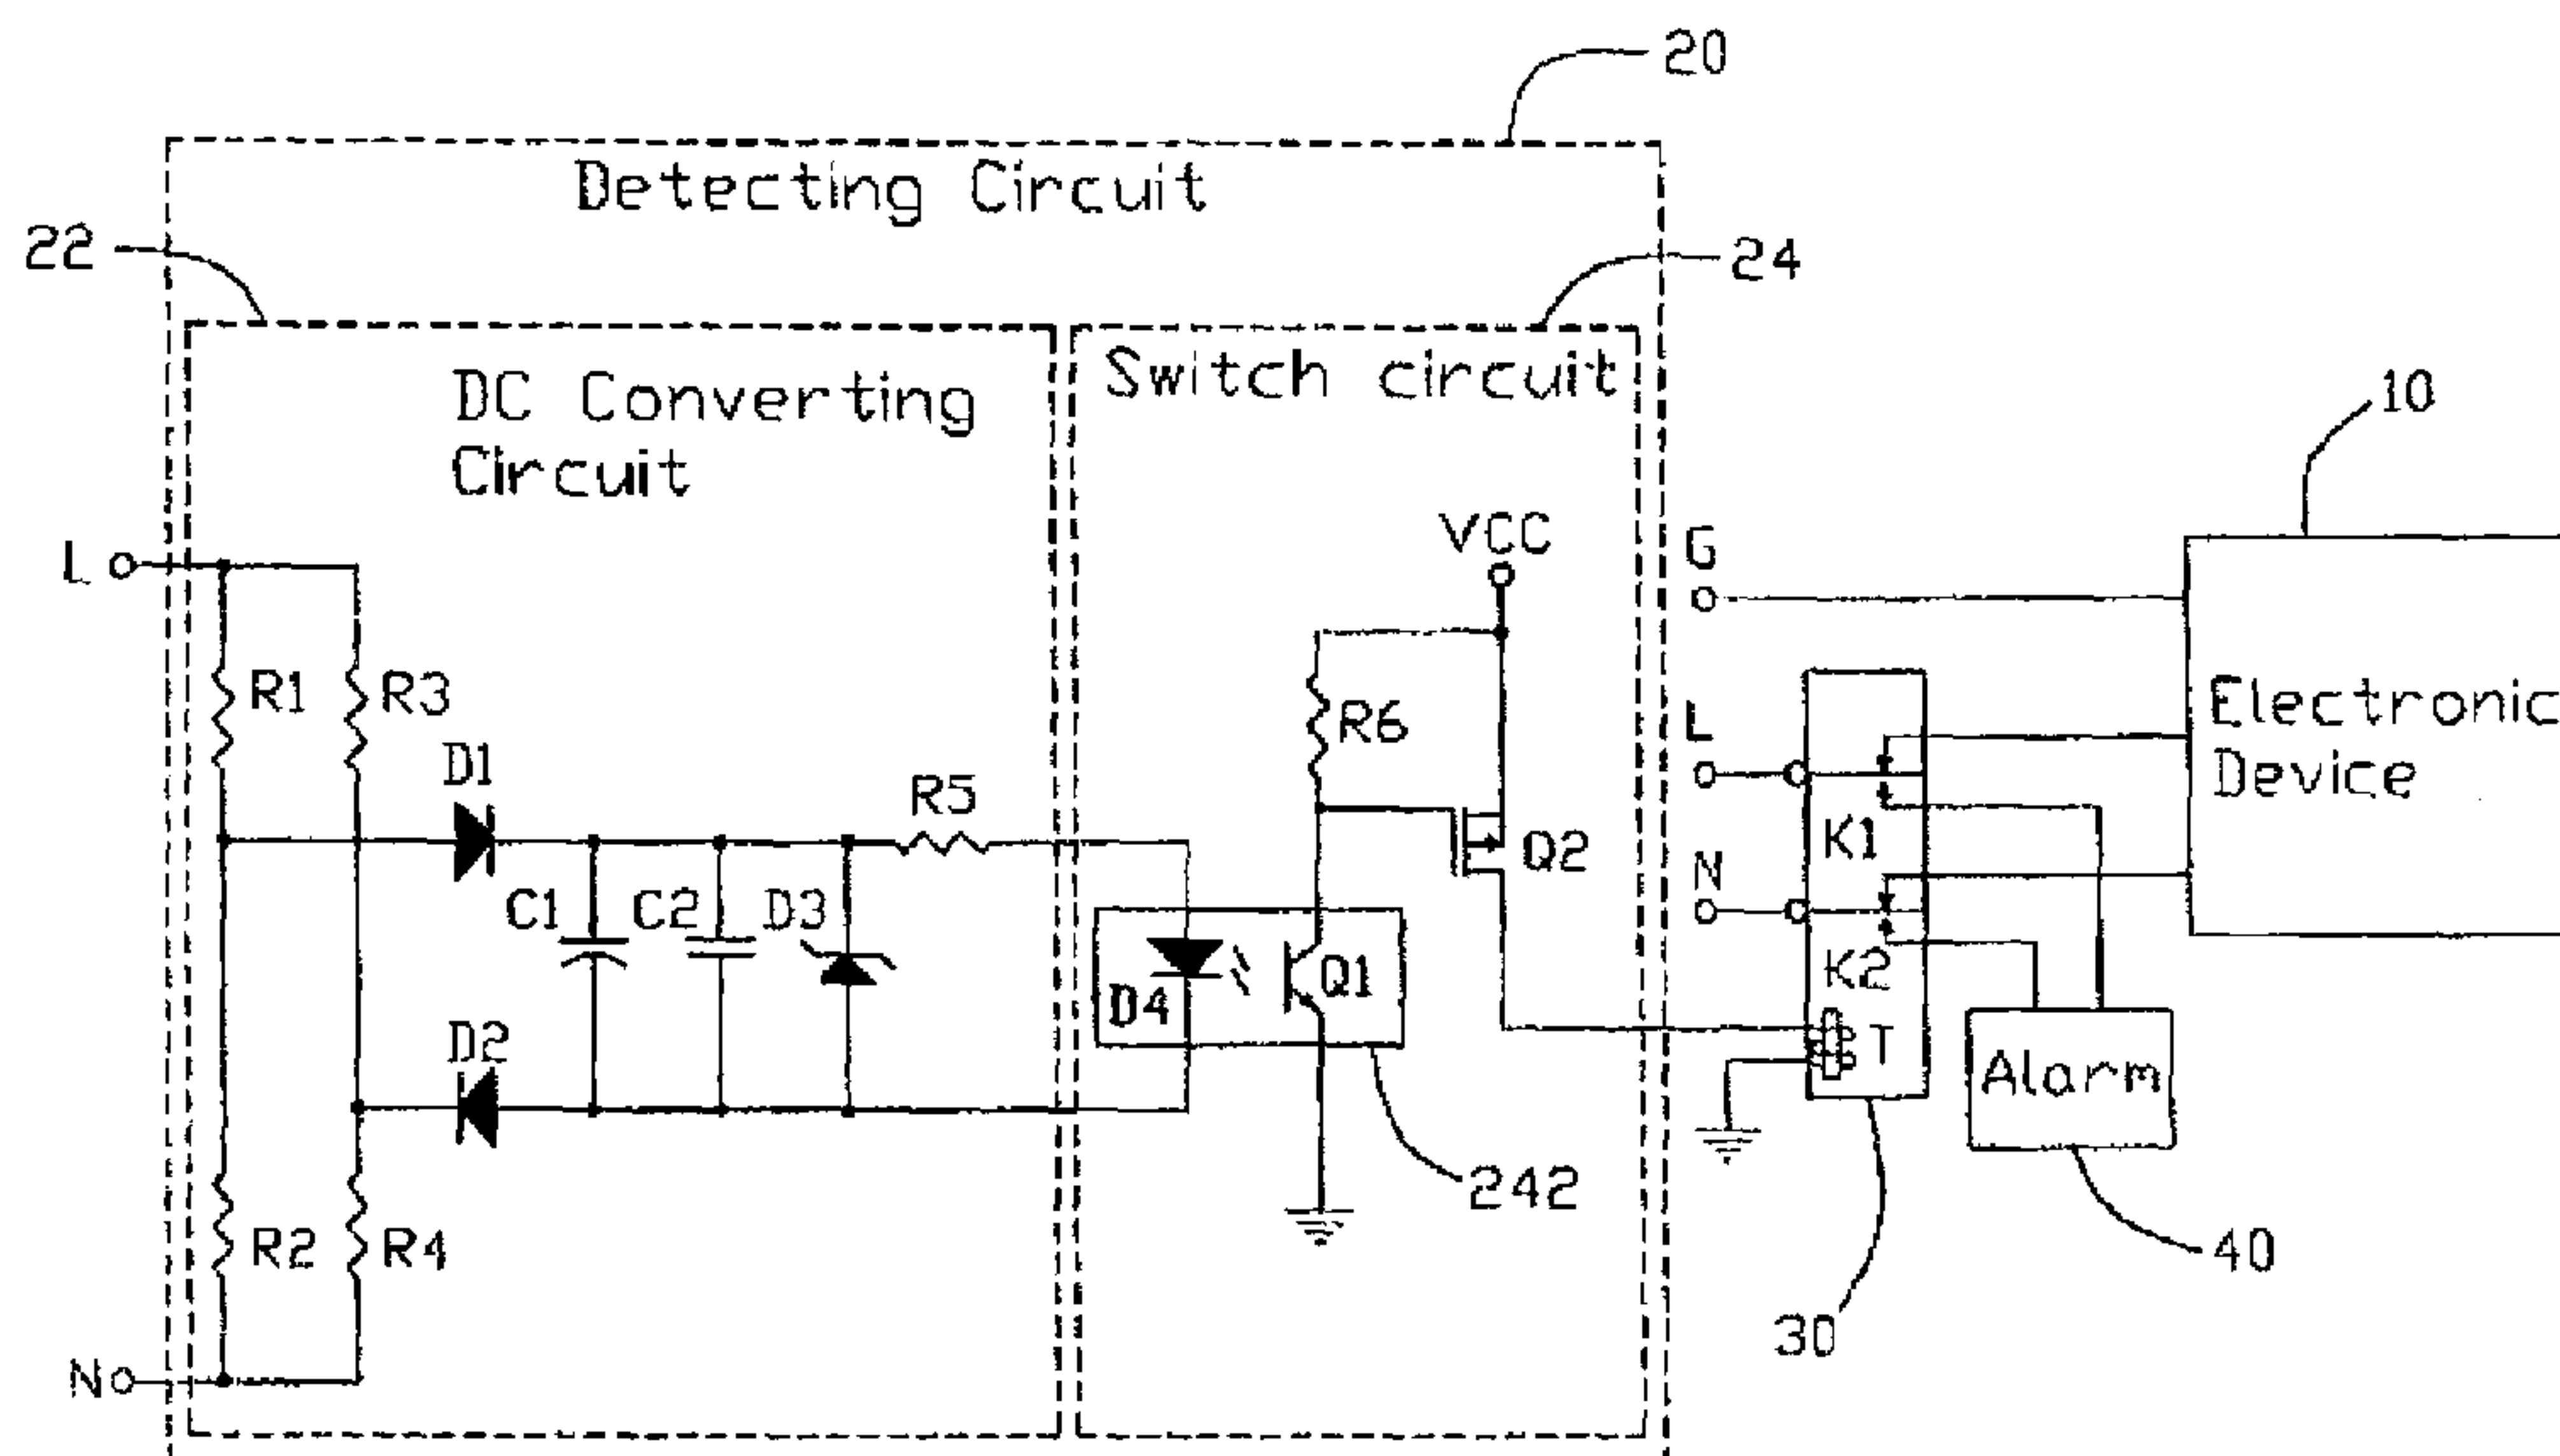 20
Detecting Circuit
22
24
DC Converting
Circuit
Switch circuit
10
VCC
G
L
R1
R3
R6
L
Electronic
Device
D1
R5
Q2
K1
N
C1
C2
D3
D4
Q1
K2
D2
T
Alarm
242
R2
R4
40
30
N